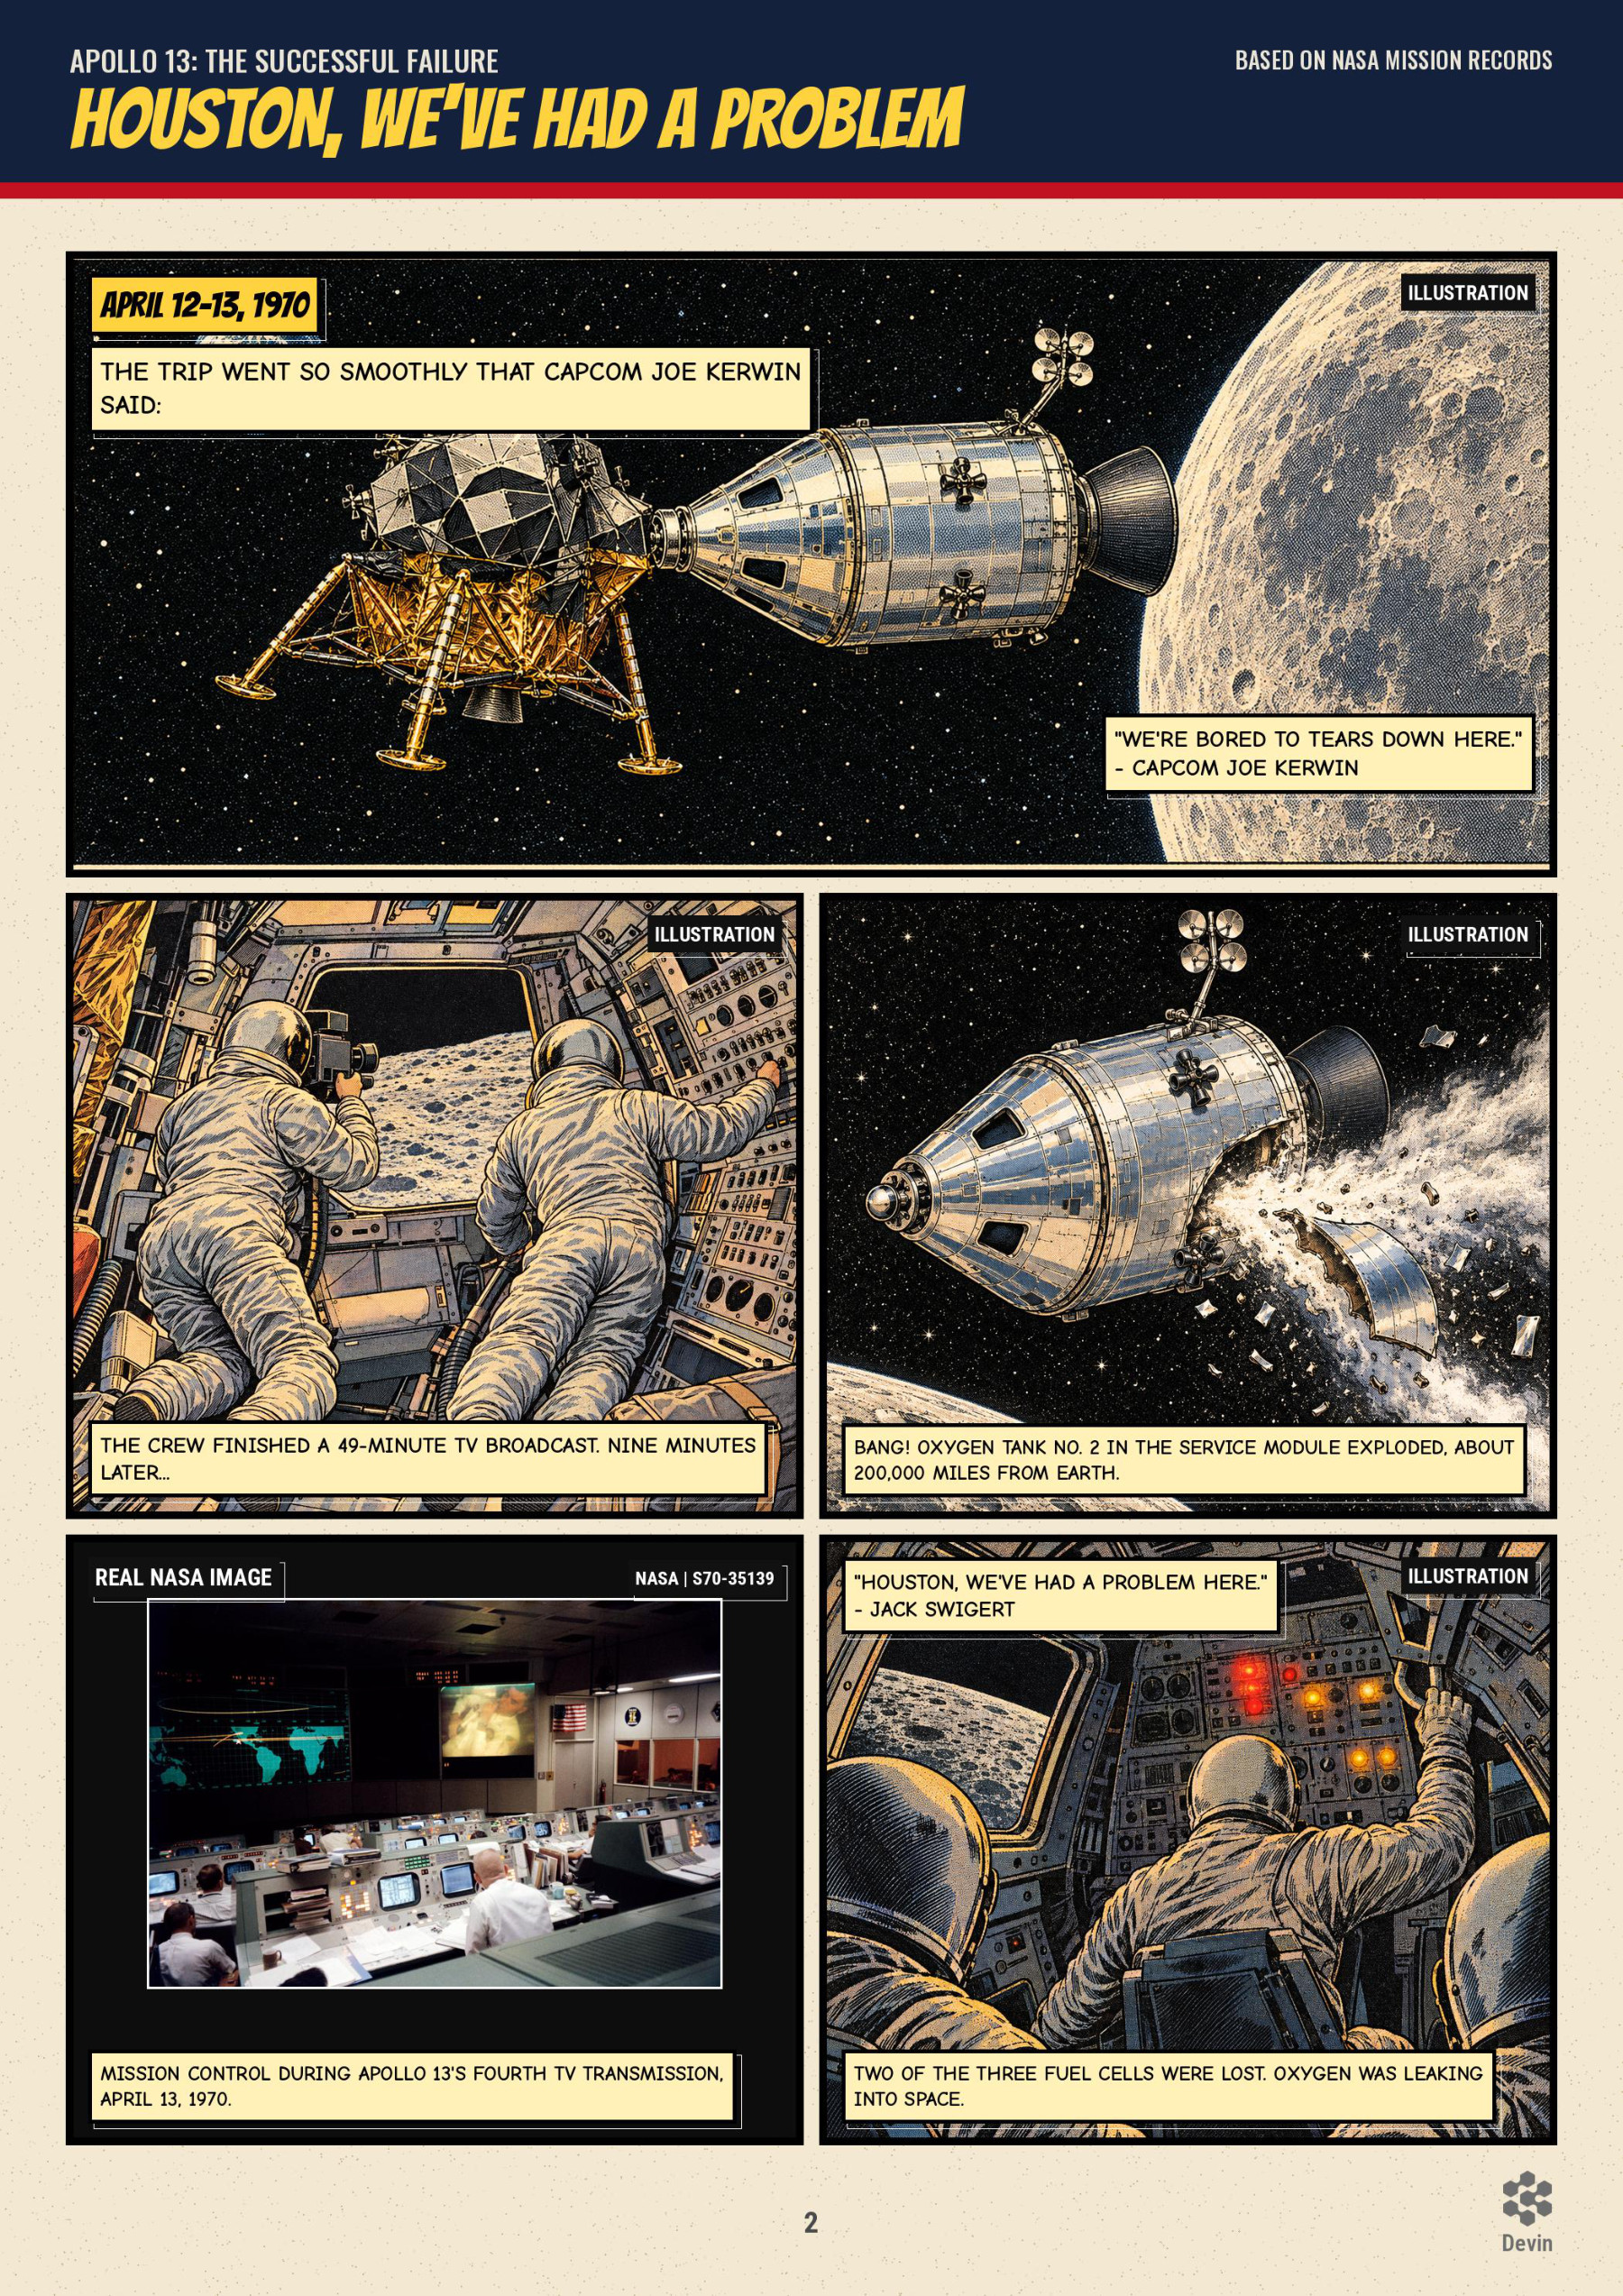 APOLLO 13: THE SUCCESSFUL FAILURE
BASED ON NASA MISSION RECORDS
HOUSTON, WE'VE HAD A PROBLEM
APRIL 12-13, 1970
ILLUSTRATION
THE TRIP WENT SO SMOOTHLY THAT CAPCOM JOE KERWIN
SAID:
"WE'RE BORED TO TEARS DOWN HERE."
- CAPCOM JOE KERWIN
ILLUSTRATION
THE CREW FINISHED A 49-MINUTE TV BROADCAST. NINE MINUTES
LATER...
ILLUSTRATION
BANG! OXYGEN TANK NO. 2 IN THE SERVICE MODULE EXPLODED, ABOUT
200,000 MILES FROM EARTH.
REAL NASA IMAGE
NASA | S70-35139
MISSION CONTROL DURING APOLLO 13'S FOURTH TV TRANSMISSION,
APRIL 13, 1970.
"HOUSTON, WE'VE HAD A PROBLEM HERE."
- JACK SWIGERT
ILLUSTRATION
TWO OF THE THREE FUEL CELLS WERE LOST. OXYGEN WAS LEAKING
INTO SPACE.
2
Devin